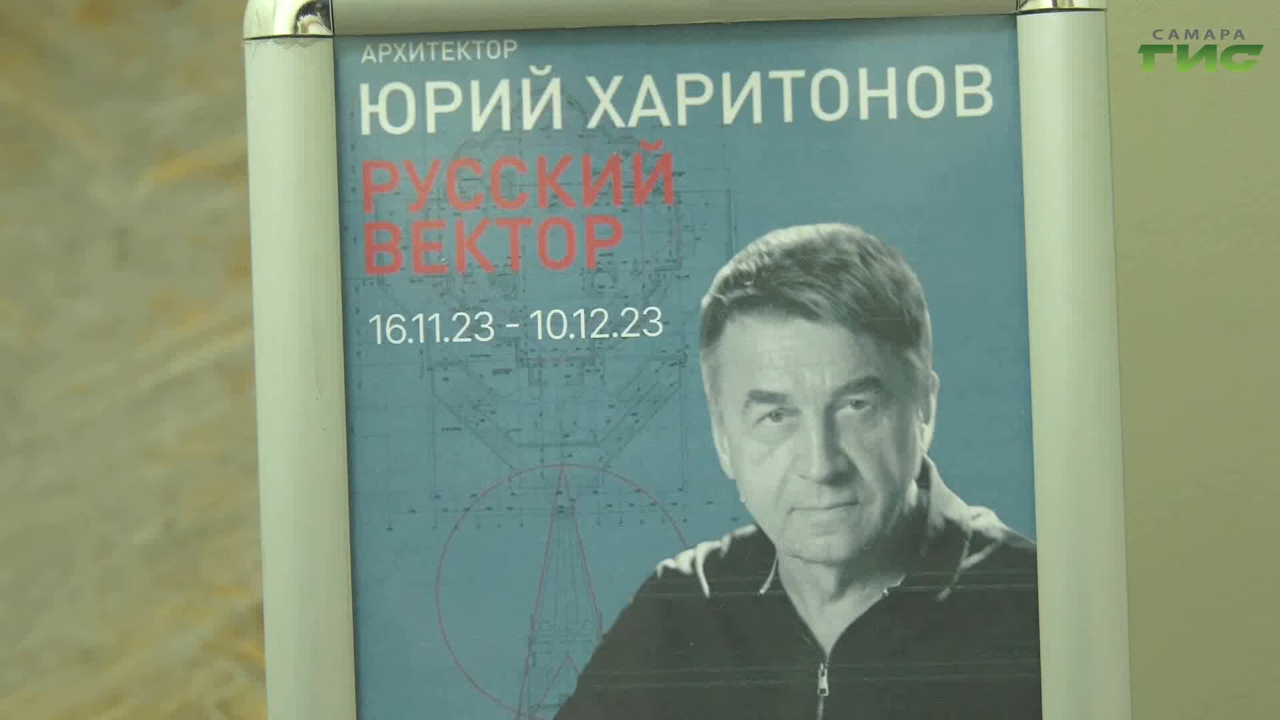 АРХИТЕКТОР
ЮРИЙ ХАРИТОНОВ
РУССКИЙ
ВЕКТОР
16.11.23 - 10.12.23
САМАРА
ГИС